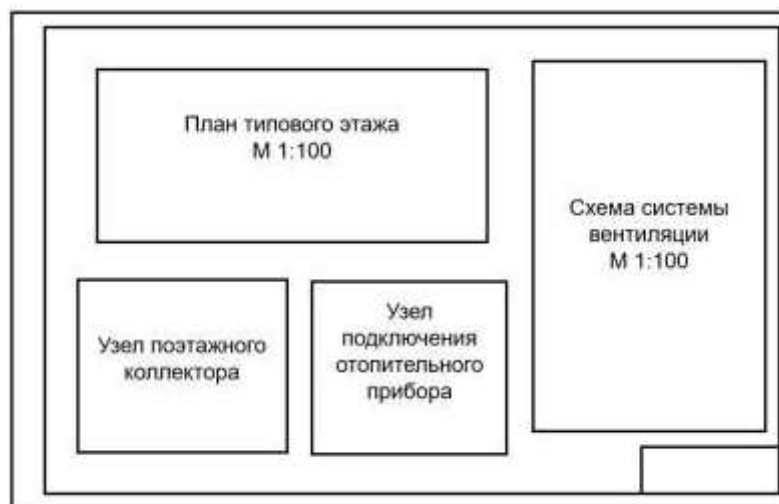 План типового этажа
М 1:100
Схема системы
вентиляции
М 1:100
Узел поэтажного
коллектора
Узел
подключения
отопительного
прибора